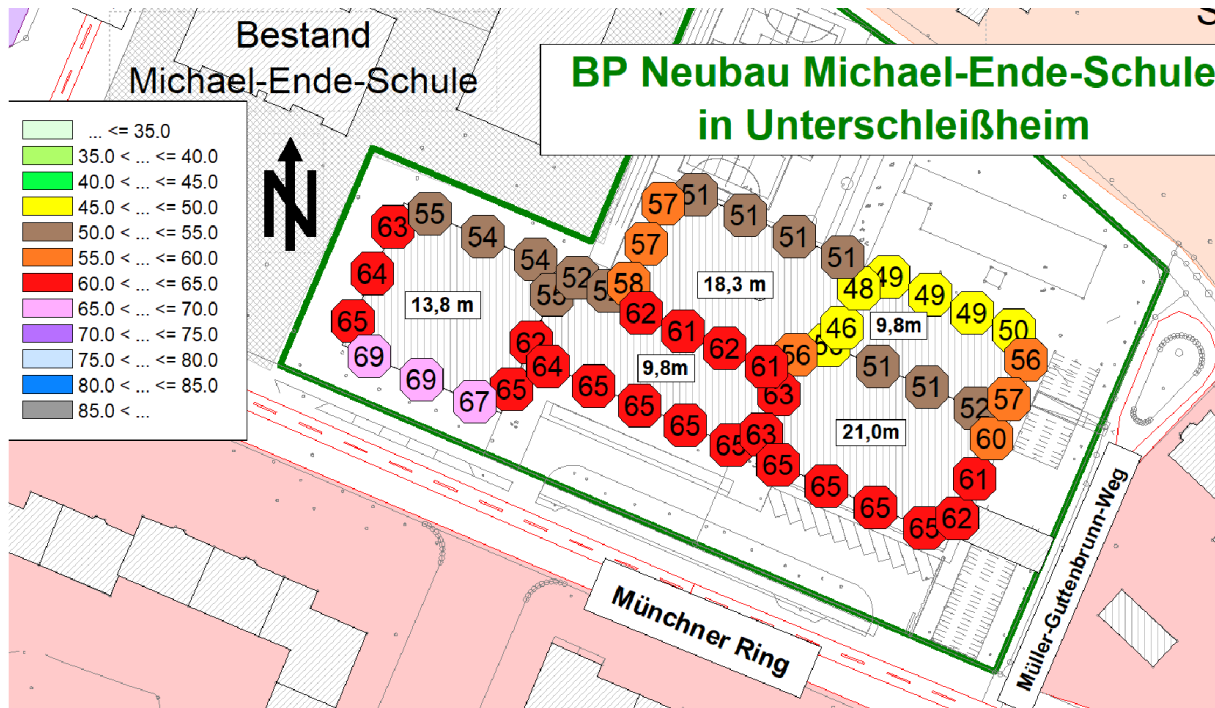 Bestand
Michael-Ende-Schule
S
BP Neubau Michael-Ende-Schule
in Unterschleißheim
... <= 35.0
35.0 < ... <= 40.0
40.0 < ... <= 45.0
45.0 < ... <= 50.0
50.0 < ... <= 55.0
55.0 < ... <= 60.0
60.0 < ... <= 65.0
65.0 < ... <= 70.0
70.0 < ... <= 75.0
75.0 < ... <= 80.0
80.0 < ... <= 85.0
85.0 < ...
N
63
55
54
54
52
55
64
65
69
69
67
65
62
64
13,8 m
57
51
51
51
51
57
58
18,3 m
62
61
62
61
63
56
9,8m
65
65
65
65
63
48
49
49
49
50
46
9,8m
56
57
60
51
51
52
21,0m
65
65
65
65
62
61
Münchner Ring
Müller-Guttenbrunn-Weg